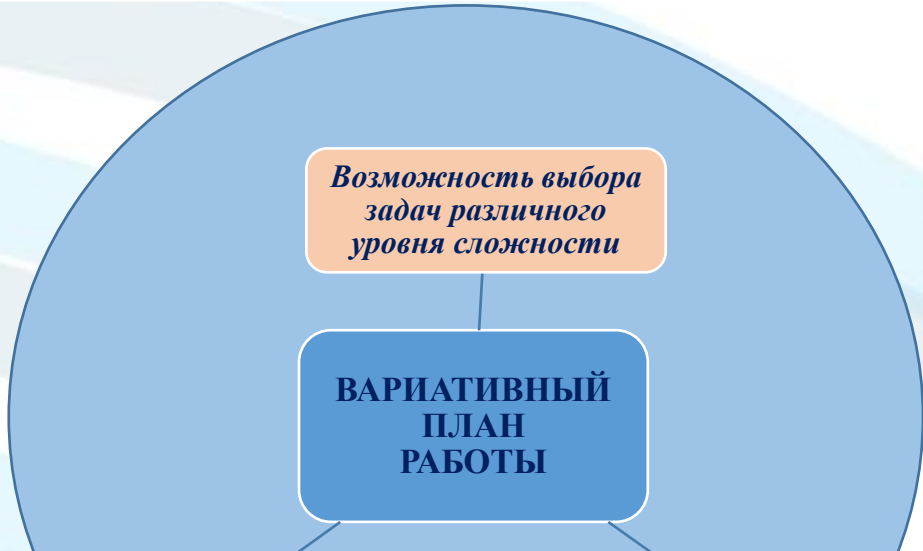 Возможность выбора
задач различного
уровня сложности
ВАРИАТИВНЫЙ
ПЛАН
РАБОТЫ